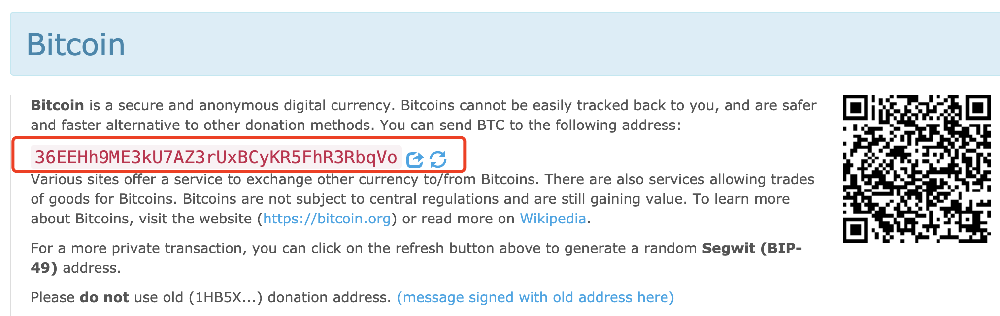 Bitcoin
Bitcoin is a secure and anonymous digital currency. Bitcoins cannot be easily tracked back to you, and are safer
and faster alternative to other donation methods. You can send BTC to the following address:
36EEHh9ME3kU7AZ3rUxBCyKR5FhR3RbqVo
Various sites offer a service to exchange other currency to/from Bitcoins. There are also services allowing trades
of goods for Bitcoins. Bitcoins are not subject to central regulations and are still gaining value. To learn more
about Bitcoins, visit the website (https://bitcoin.org) or read more on Wikipedia.
For a more private transaction, you can click on the refresh button above to generate a random Segwit (BIP-
49) address.
Please do not use old (1HB5X...) donation address. (message signed with old address here)